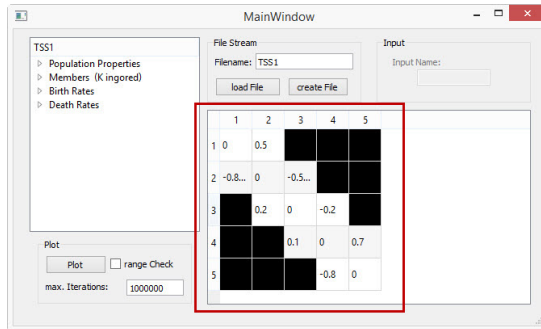 MainWindow
TSS1
Population Properties
Members (K ingored)
Birth Rates
Death Rates
File Stream
Filename: TSS1
load File create File
Input
Input Name:
1 2 3 4 5
1 0 0.5
2 -0.8... 0 -0.5...
3 0.2 0 -0.2
4 0.1 0 0.7
5 -0.8 0
Plot
Plot range Check
max. Iterations: 1000000